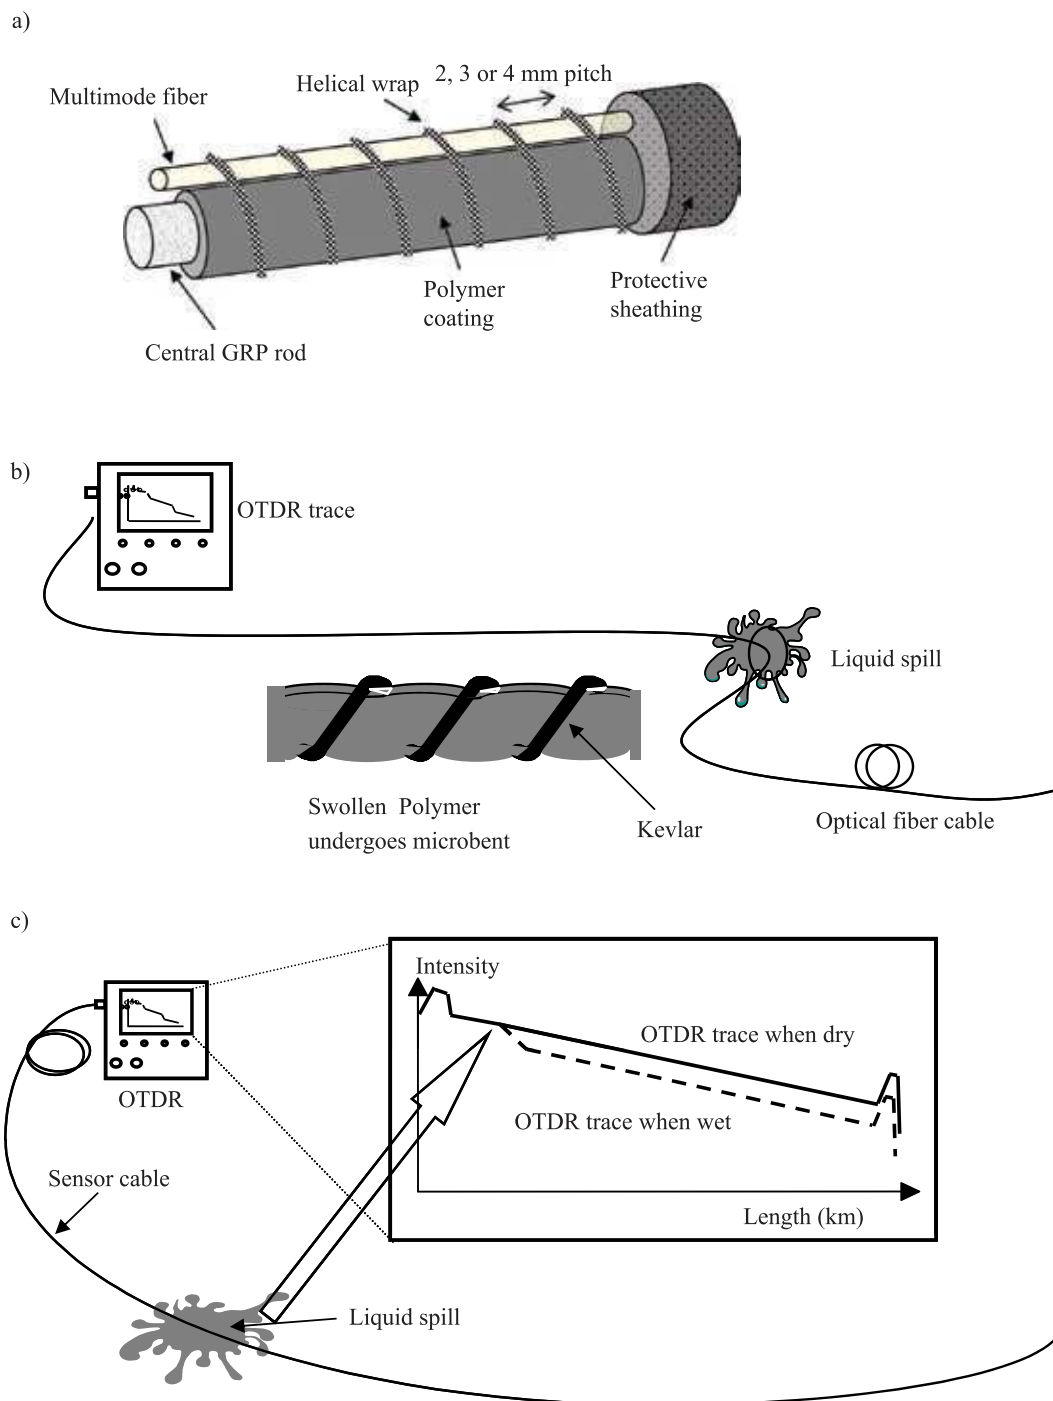 a)
Multimode fiber
Helical wrap
2, 3 or 4 mm pitch
Polymer
coating
Protective
sheathing
Central GRP rod
b)
OTDR trace
Liquid spill
Swollen Polymer
undergoes microbent
Kevlar
Optical fiber cable
c)
Intensity
OTDR trace when dry
OTDR
OTDR trace when wet
Sensor cable
Length (km)
Liquid spill